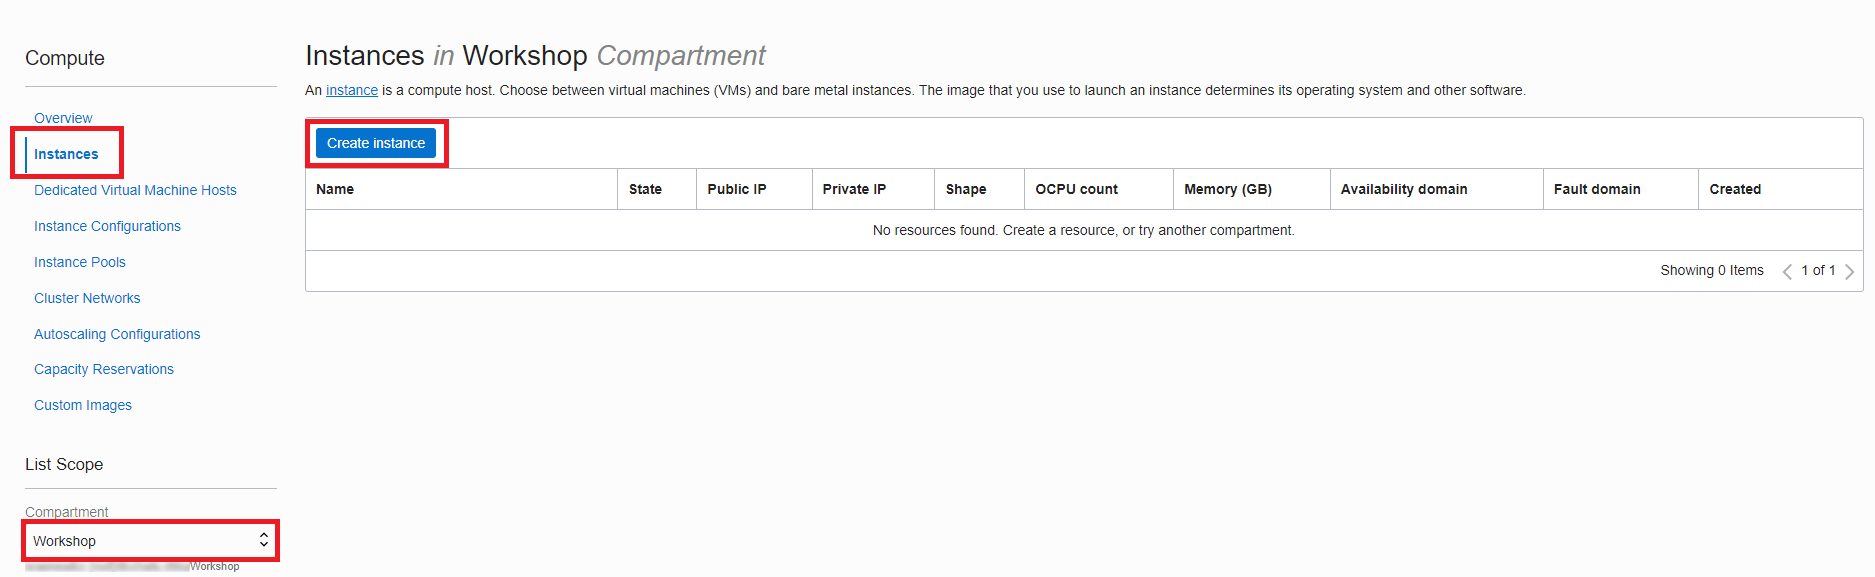 Compute
Overview
Instances
Dedicated Virtual Machine Hosts
Instance Configurations
Instance Pools
Cluster Networks
Autoscaling Configurations
Capacity Reservations
Custom Images
List Scope
Compartment
Workshop
Workshop
Instances in Workshop Compartment
An instance is a compute host. Choose between virtual machines (VMs) and bare metal instances. The image that you use to launch an instance determines its operating system and other software.
Create instance
Name State Public IP Private IP Shape OCPU count Memory (GB) Availability domain Fault domain Created
No resources found. Create a resource, or try another compartment.
Showing 0 Items 1 of 1